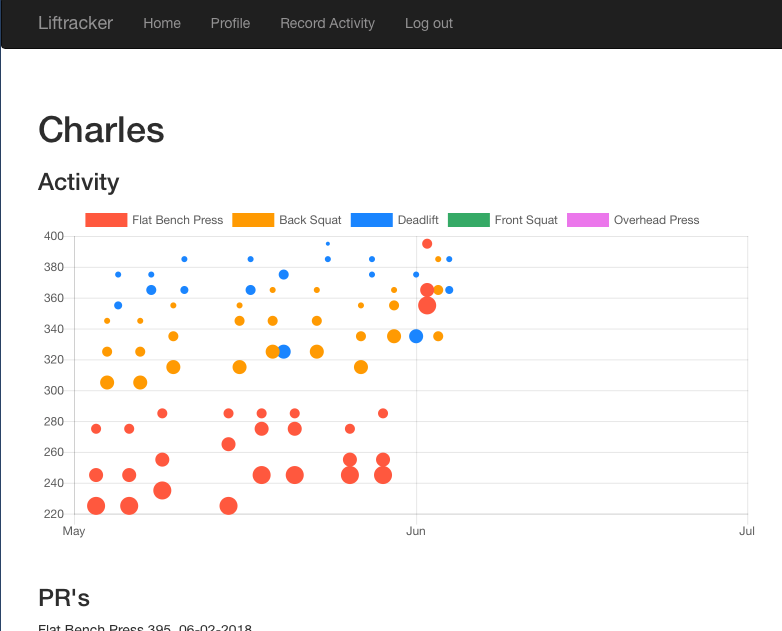 Liftracker Home Profile Record Activity Log out
Charles
Activity
Flat Bench Press Back Squat Deadlift Front Squat Overhead Press
400
380
360
340
320
300
280
260
240
220
May Jun Jul
PR's
Flat Bench Press 395, 06-02-2018